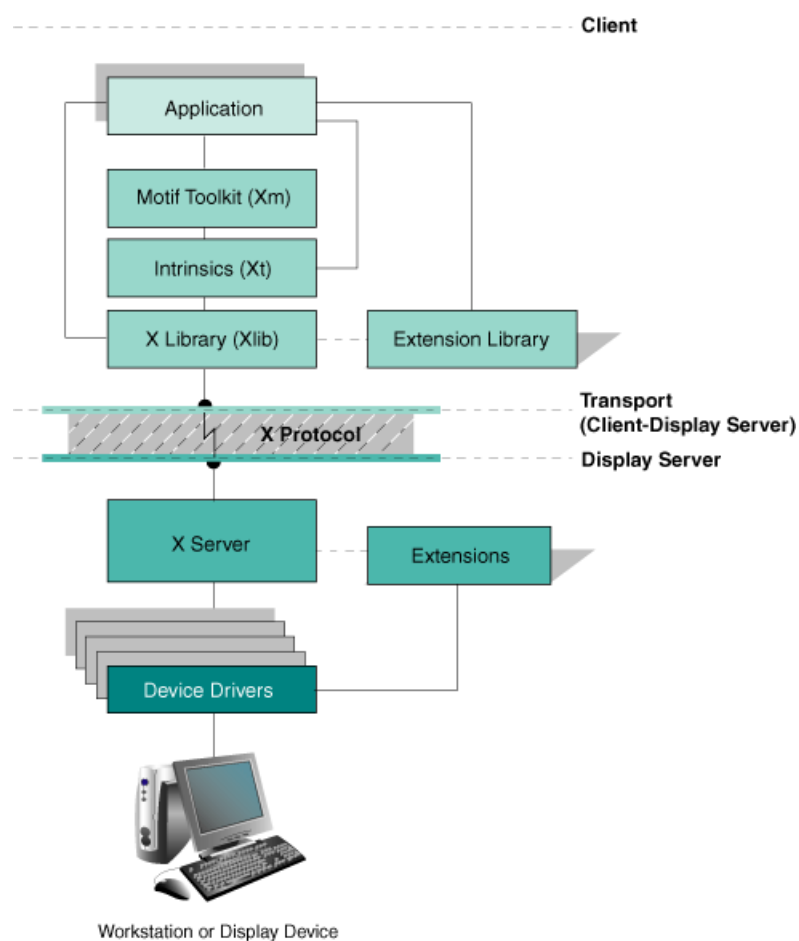 Client
Application
Motif Toolkit (Xm)
Intrinsics (Xt)
X Library (Xlib)
Extension Library
Transport
(Client-Display Server)
X Protocol
Display Server
X Server
Extensions
Device Drivers
Workstation or Display Device